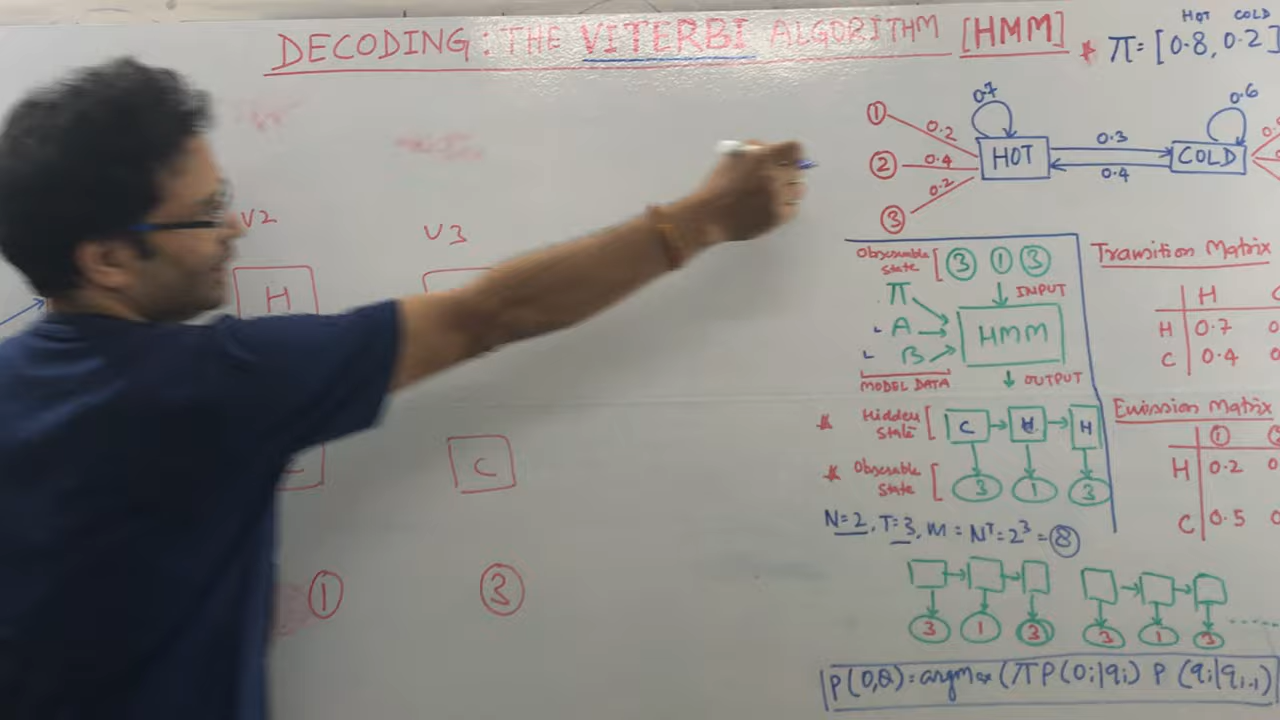 DECODING: THE VITERBI ALGORITHM [HMM]
HOT COLD
* π = [0.8, 0.2]
V2
V3
H
C
1
3
0.7
0.6
1
2
3
0.2
0.4
0.2
HOT
0.3
0.4
COLD
Observable State [ 3 1 3
INPUT
π
A
B
HMM
MODEL DATA
OUTPUT
* Hidden State [ C → H → H
* Observable State [ 3 1 3
N=2, T=3, M = N^T = 2^3 = 8
3 1 3
3 1 3 .....
P(O,Q) = argmax (π P(Oi|qi) P (qi|qi-1)
Transition Matrix
H
H 0.7
C 0.4
Emission Matrix
1
H 0.2
C 0.5